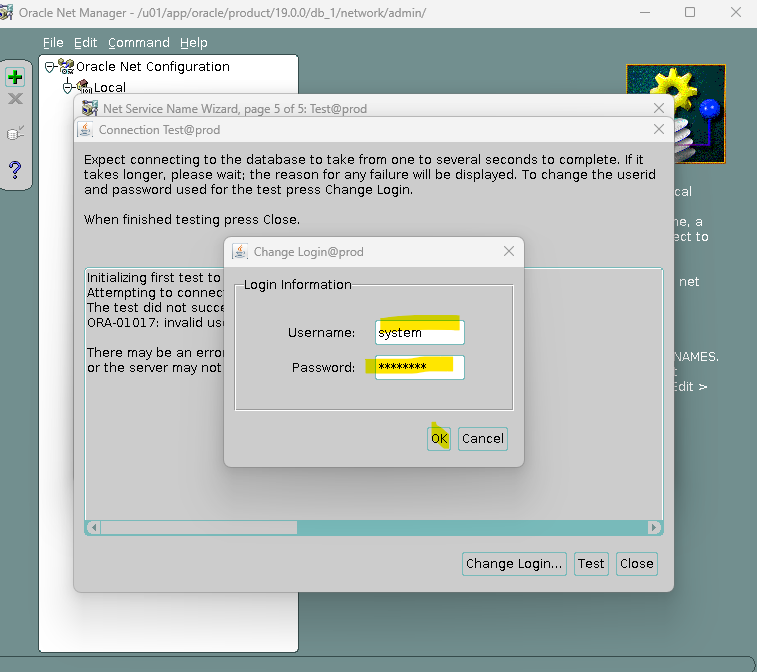 Oracle Net Manager - /u01/app/oracle/product/19.0.0/db_1/network/admin/
File Edit Command Help
Oracle Net Configuration
Local
Net Service Name Wizard, page 5 of 5: Test@prod
Connection Test@prod
Expect connecting to the database to take from one to several seconds to complete. If it
takes longer, please wait; the reason for any failure will be displayed. To change the userid
and password used for the test press Change Login.
When finished testing press Close.
cal
ne, a
ect to
net
NAMES.
t
Edit >
Initializing first test to
Attempting to connec
The test did not succe
ORA-01017: invalid use
There may be an erro
or the server may not
Change Login@prod
Login Information
Username: system
Password: ********
OK Cancel
Change Login... Test Close